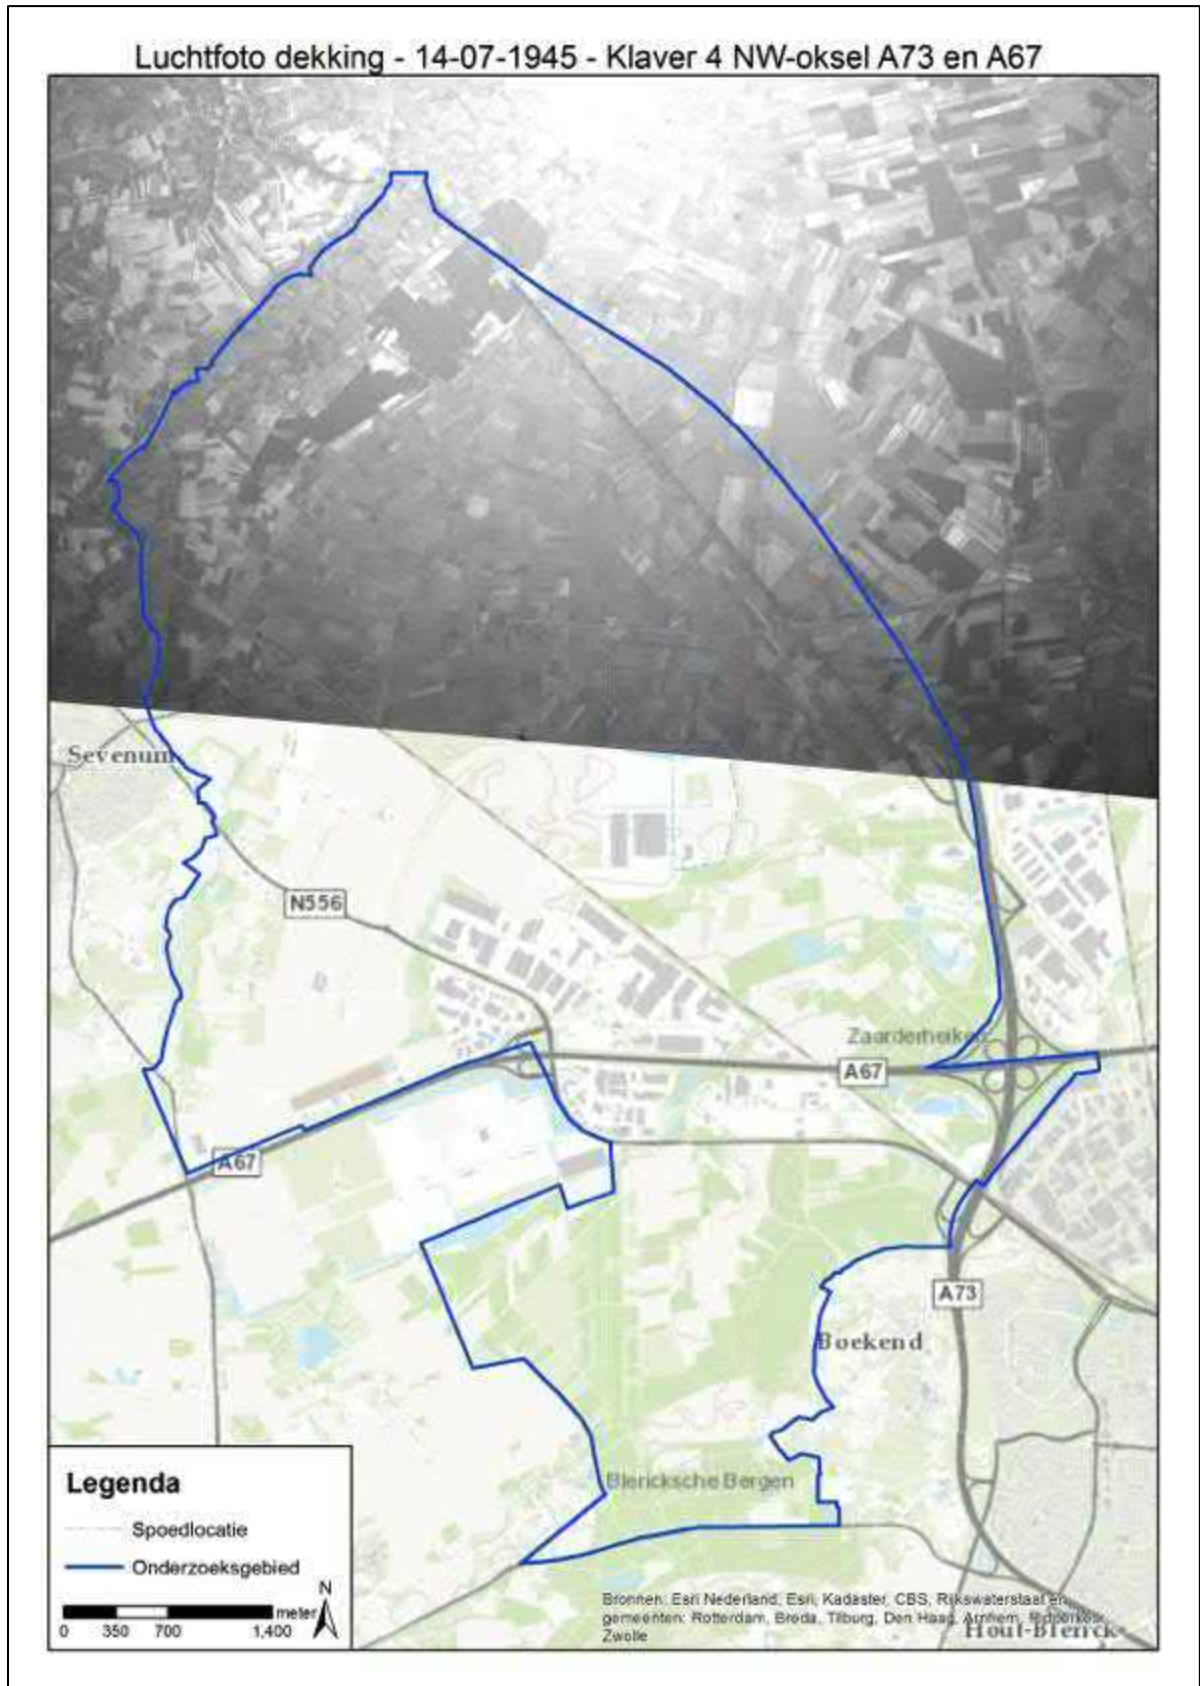 Luchtfoto dekking - 14-07-1945 - Klaver 4 NW-oksel A73 en A67
Sevenum
N556
Zaarderheiken
A67
A67
A73
Boekend
Blericksche Bergen
Legenda
Spoedlocatie
Onderzoeksgebied
N
meter
0 350 700 1,400
Bronnen: Esri Nederland, Esri, Kadaster, CBS, Rijkswaterstaat en
gemeenten: Rotterdam, Breda, Tilburg, Den Haag, Arnhem, Ridderkerk,
Zwolle
Hout-Blerick